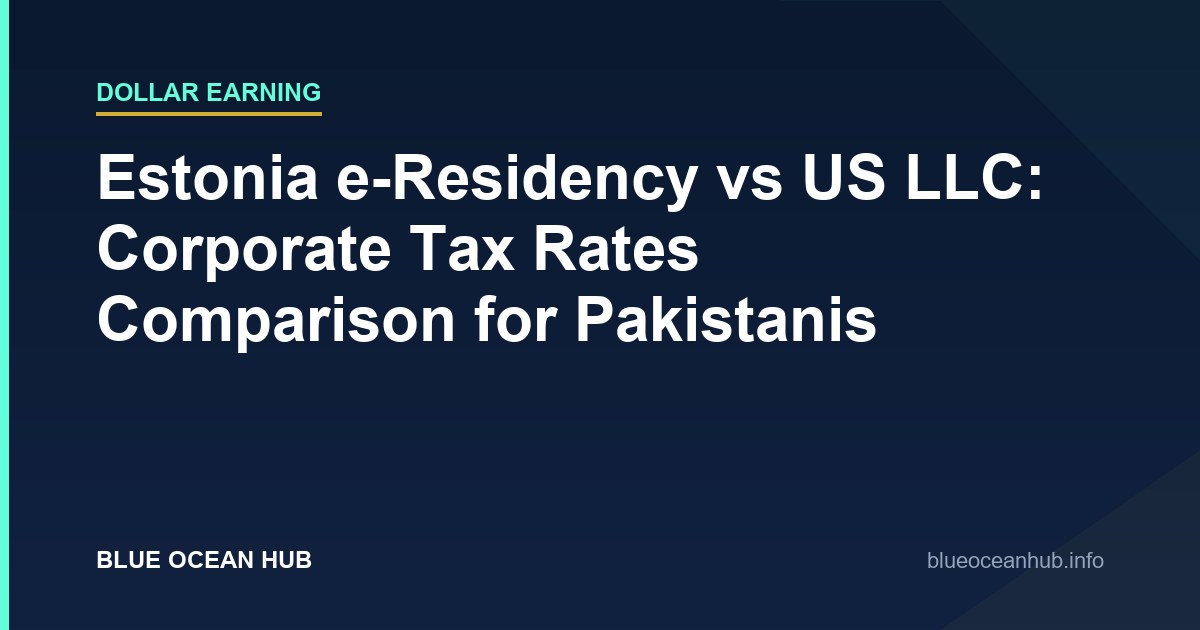 DOLLAR EARNING
Estonia e-Residency vs US LLC:
Corporate Tax Rates
Comparison for Pakistanis
BLUE OCEAN HUB
blueoceanhub.info